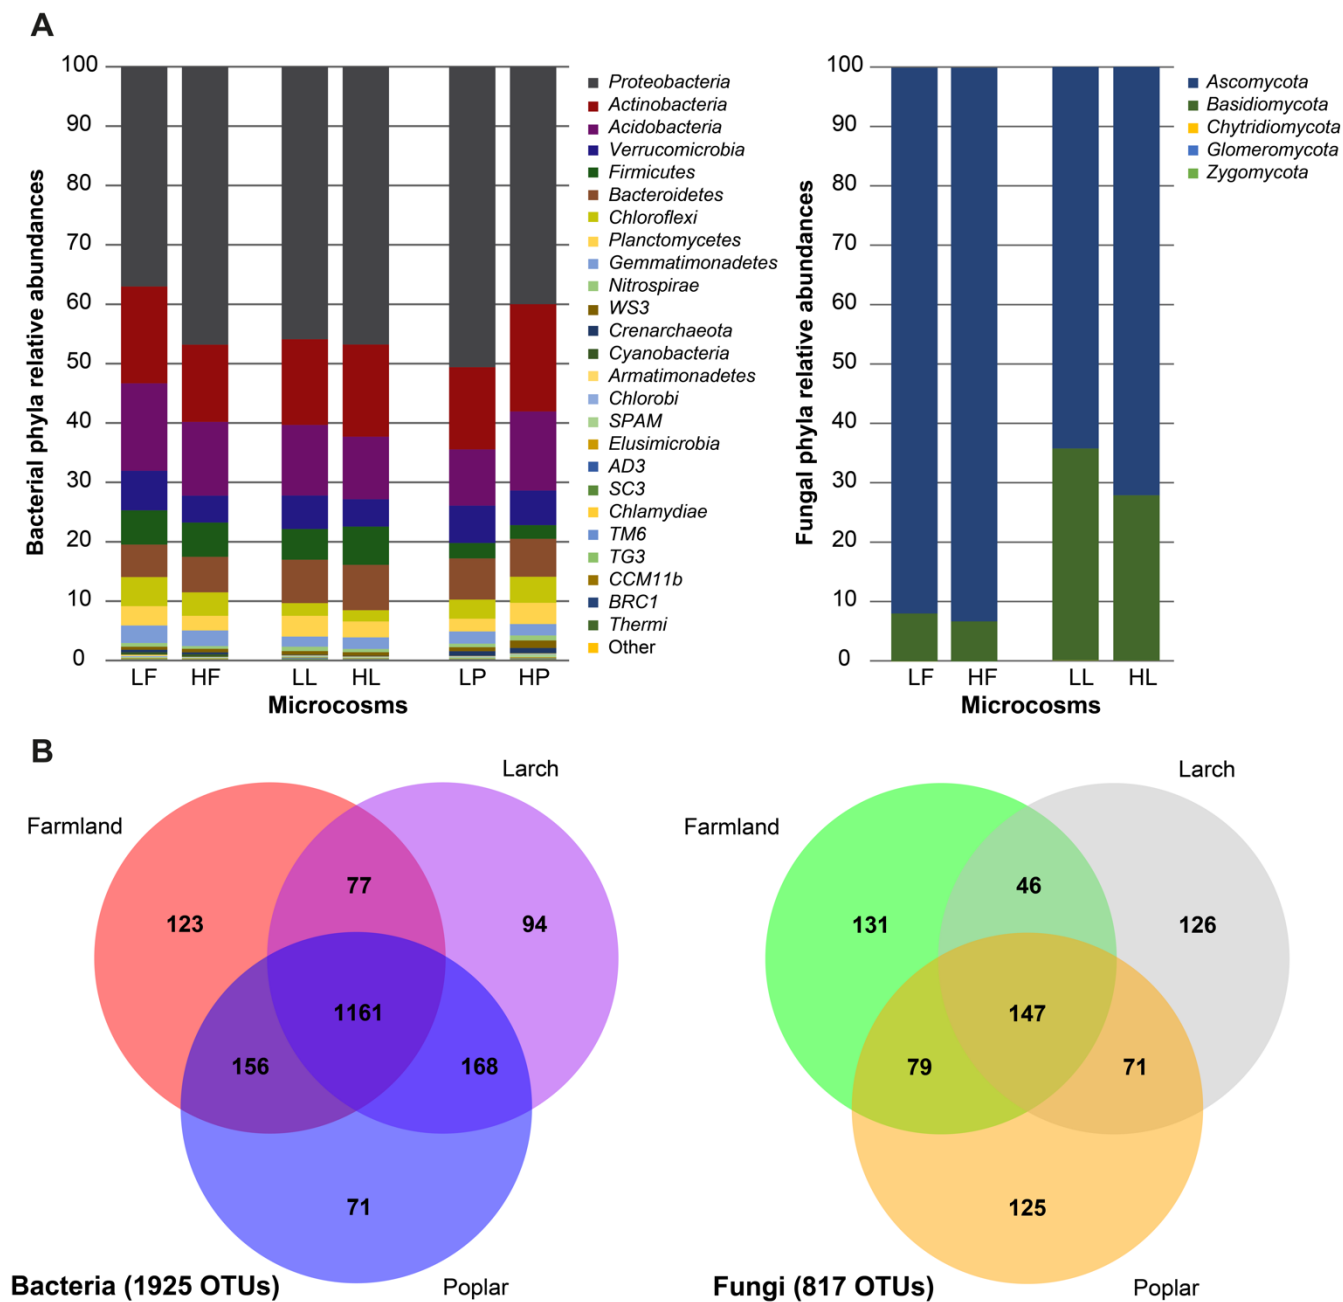 A
Bacterial phyla relative abundances
100
90
80
70
60
50
40
30
20
10
0
LF HF LL HL LP HP
Microcosms
Proteobacteria
Actinobacteria
Acidobacteria
Verrucomicrobia
Firmicutes
Bacteroidetes
Chloroflexi
Planctomycetes
Gemmatimonadetes
Nitrospirae
WS3
Crenarchaeota
Cyanobacteria
Armatimonadetes
Chlorobi
SPAM
Elusimicrobia
AD3
SC3
Chlamydiae
TM6
TG3
CCM11b
BRC1
Thermi
Other
Fungal phyla relative abundances
100
90
80
70
60
50
40
30
20
10
0
LF HF LL HL
Microcosms
Ascomycota
Basidiomycota
Chytridiomycota
Glomeromycota
Zygomycota
B
Larch
Farmland
77
123
94
1161
156
168
71
Poplar
Bacteria (1925 OTUs)
Larch
Farmland
46
131
126
147
79
71
125
Poplar
Fungi (817 OTUs)